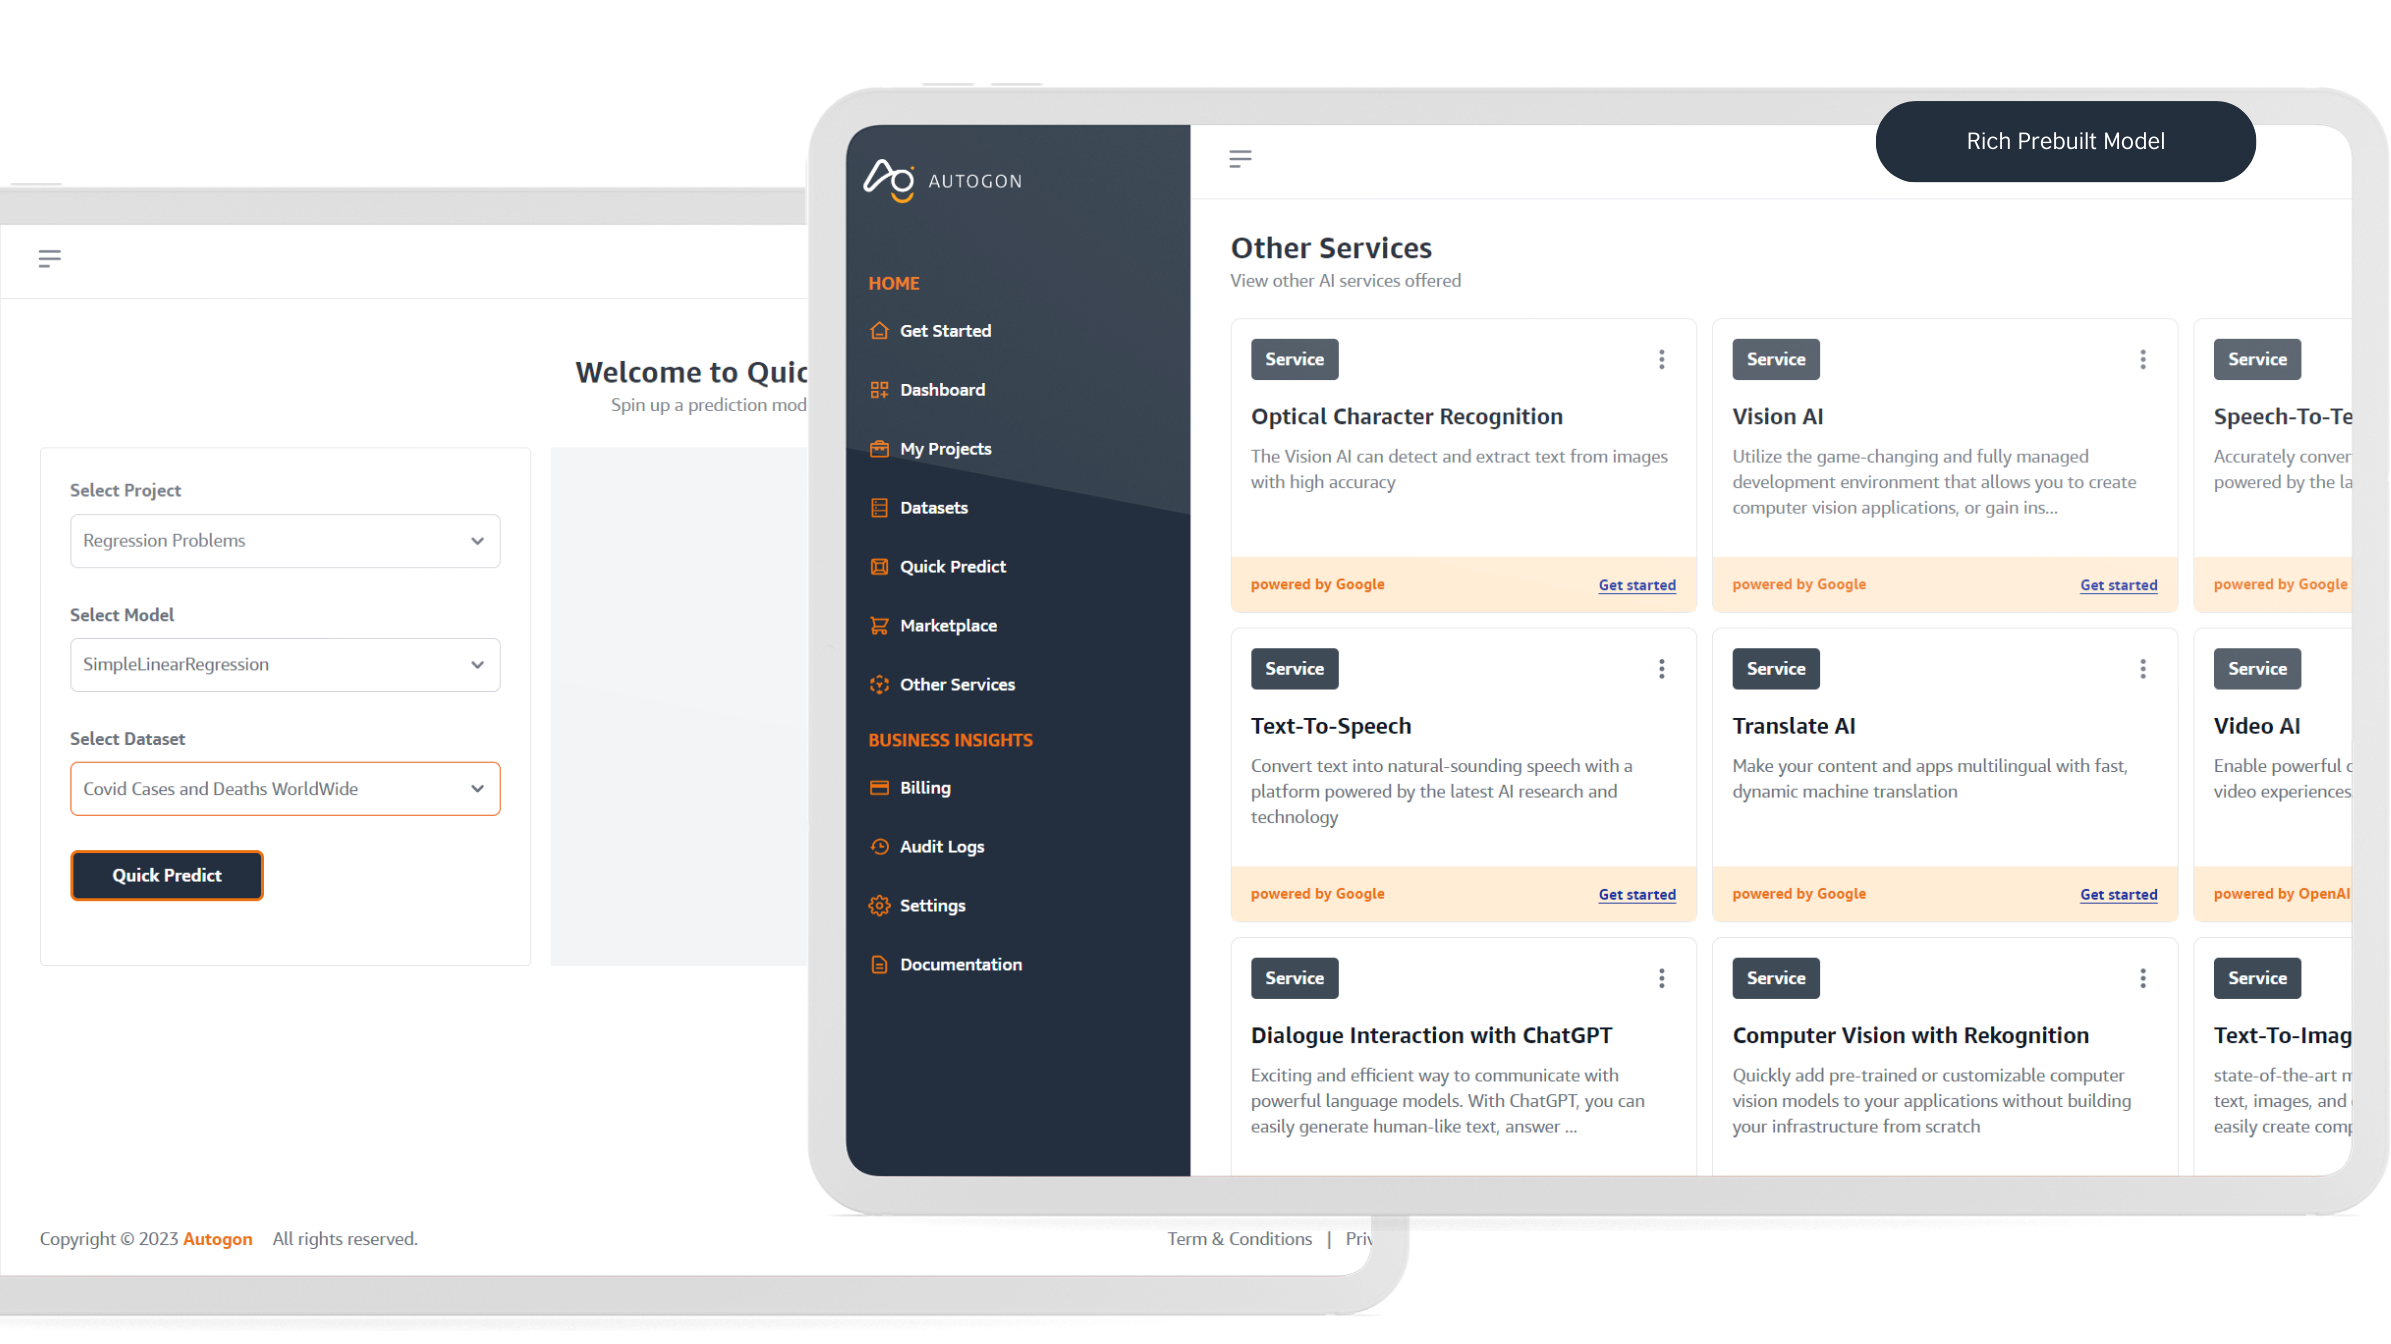 Welcome to Quic
Spin up a prediction mod
Select Project
Regression Problems
Select Model
SimpleLinearRegression
Select Dataset
Covid Cases and Deaths WorldWide
Quick Predict
Copyright © 2023 Autogon All rights reserved.
Term & Conditions | Priv
Rich Prebuilt Model
AUTOGON
HOME
Get Started
Dashboard
My Projects
Datasets
Quick Predict
Marketplace
Other Services
BUSINESS INSIGHTS
Billing
Audit Logs
Settings
Documentation
Other Services
View other AI services offered
Service
Optical Character Recognition
The Vision AI can detect and extract text from images
with high accuracy
powered by Google
Get started
Service
Vision AI
Utilize the game-changing and fully managed
development environment that allows you to create
computer vision applications, or gain ins...
powered by Google
Get started
Service
Speech-To-Te
Accurately conver
powered by the la
powered by Google
Service
Text-To-Speech
Convert text into natural-sounding speech with a
platform powered by the latest AI research and
technology
powered by Google
Get started
Service
Translate AI
Make your content and apps multilingual with fast,
dynamic machine translation
powered by Google
Get started
Service
Video AI
Enable powerful c
video experiences
powered by OpenAI
Service
Dialogue Interaction with ChatGPT
Exciting and efficient way to communicate with
powerful language models. With ChatGPT, you can
easily generate human-like text, answer ...
Service
Computer Vision with Rekognition
Quickly add pre-trained or customizable computer
vision models to your applications without building
your infrastructure from scratch
Service
Text-To-Imag
state-of-the-art m
text, images, and
easily create comp